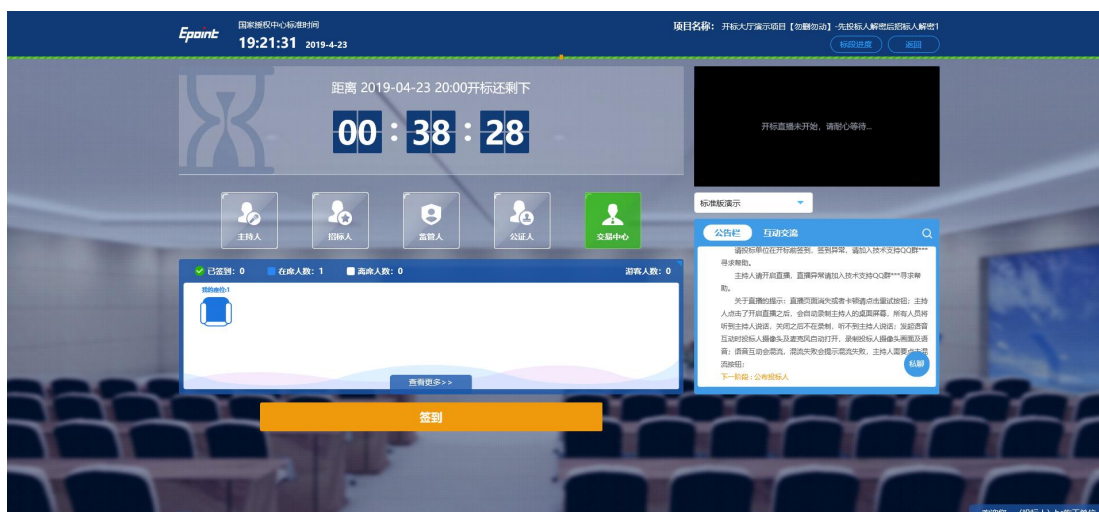 Epoint
国家授权中心标准时间
19:21:31 2019-4-23
项目名称： 开标大厅演示项目【勿删勿动】-先投标人解密后招标人解密1
标段进度 返回
距离 2019-04-23 20:00开标还剩下
00 : 38 : 28
开标直播未开始，请耐心等待...
主持人 招标人 监管人 公证人 交易中心
标准版演示
公告栏 互动交流
请投标单位在开标前签到，签到异常，请加入技术支持QQ群***
寻求帮助。
主持人请开启直播，直播异常请加入技术支持QQ群***寻求帮
助。
关于直播的提示：直播页面消失或者卡顿请点击重试按钮；主持
人点击了开启直播之后，会自动录制主持人的桌面屏幕，所有人员将
听到主持人说话，关闭之后不在录制，听不到主持人说话；发起语音
互动时投标人摄像头及麦克风自动打开，录制投标人摄像头画面及语
音；语音互动会混流，混流失败会提示混流失败，主持人需要点击混
流按钮；
下一阶段：公布投标人
私聊
已签到：0 在席人数：1 离席人数：0 游客人数：0
我的座位:1
查看更多>>
签到